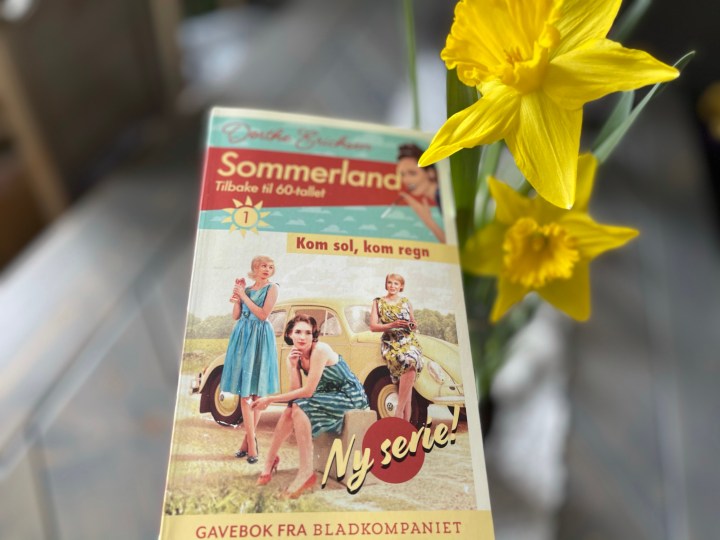 Dorthe Erichsen
Sommerland
Tilbake til 60-tallet
1
Kom sol, kom regn
Ny serie!
GAVEBOK FRA BLADKOMPANIET